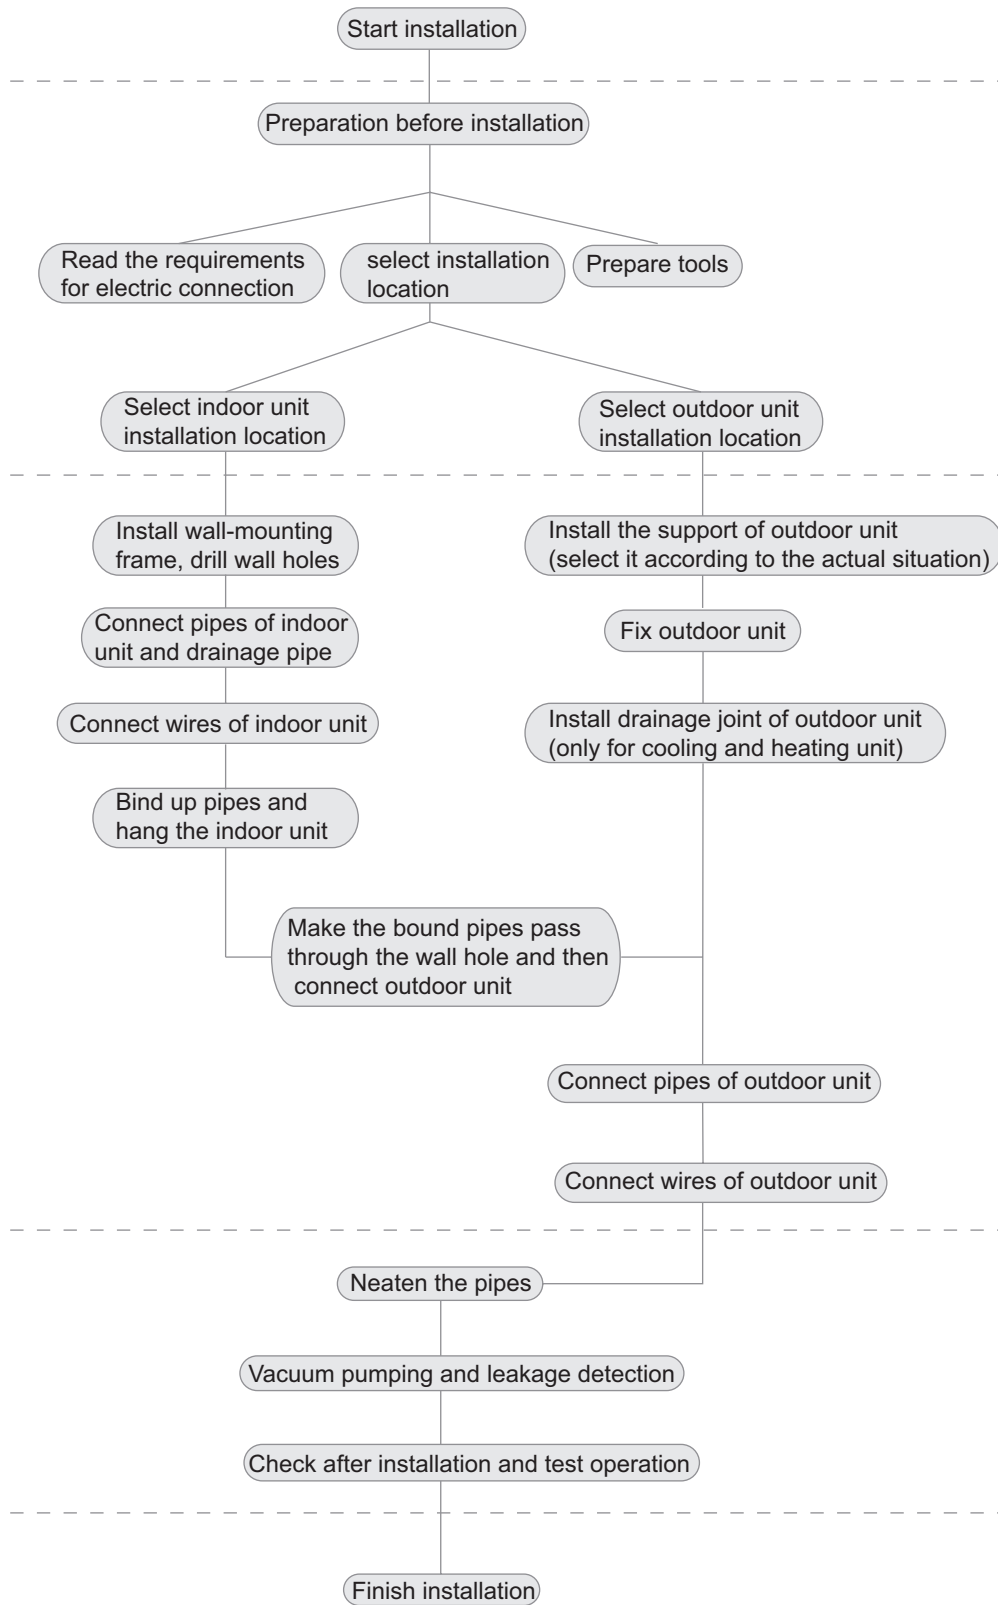 Start installation
Preparation before installation
Read the requirements
for electric connection
select installation
location
Prepare tools
Select indoor unit
installation location
Select outdoor unit
installation location
Install wall-mounting
frame, drill wall holes
Install the support of outdoor unit
(select it according to the actual situation)
Connect pipes of indoor
unit and drainage pipe
Fix outdoor unit
Connect wires of indoor unit
Install drainage joint of outdoor unit
(only for cooling and heating unit)
Bind up pipes and
hang the indoor unit
Make the bound pipes pass
through the wall hole and then
connect outdoor unit
Connect pipes of outdoor unit
Connect wires of outdoor unit
Neaten the pipes
Vacuum pumping and leakage detection
Check after installation and test operation
Finish installation